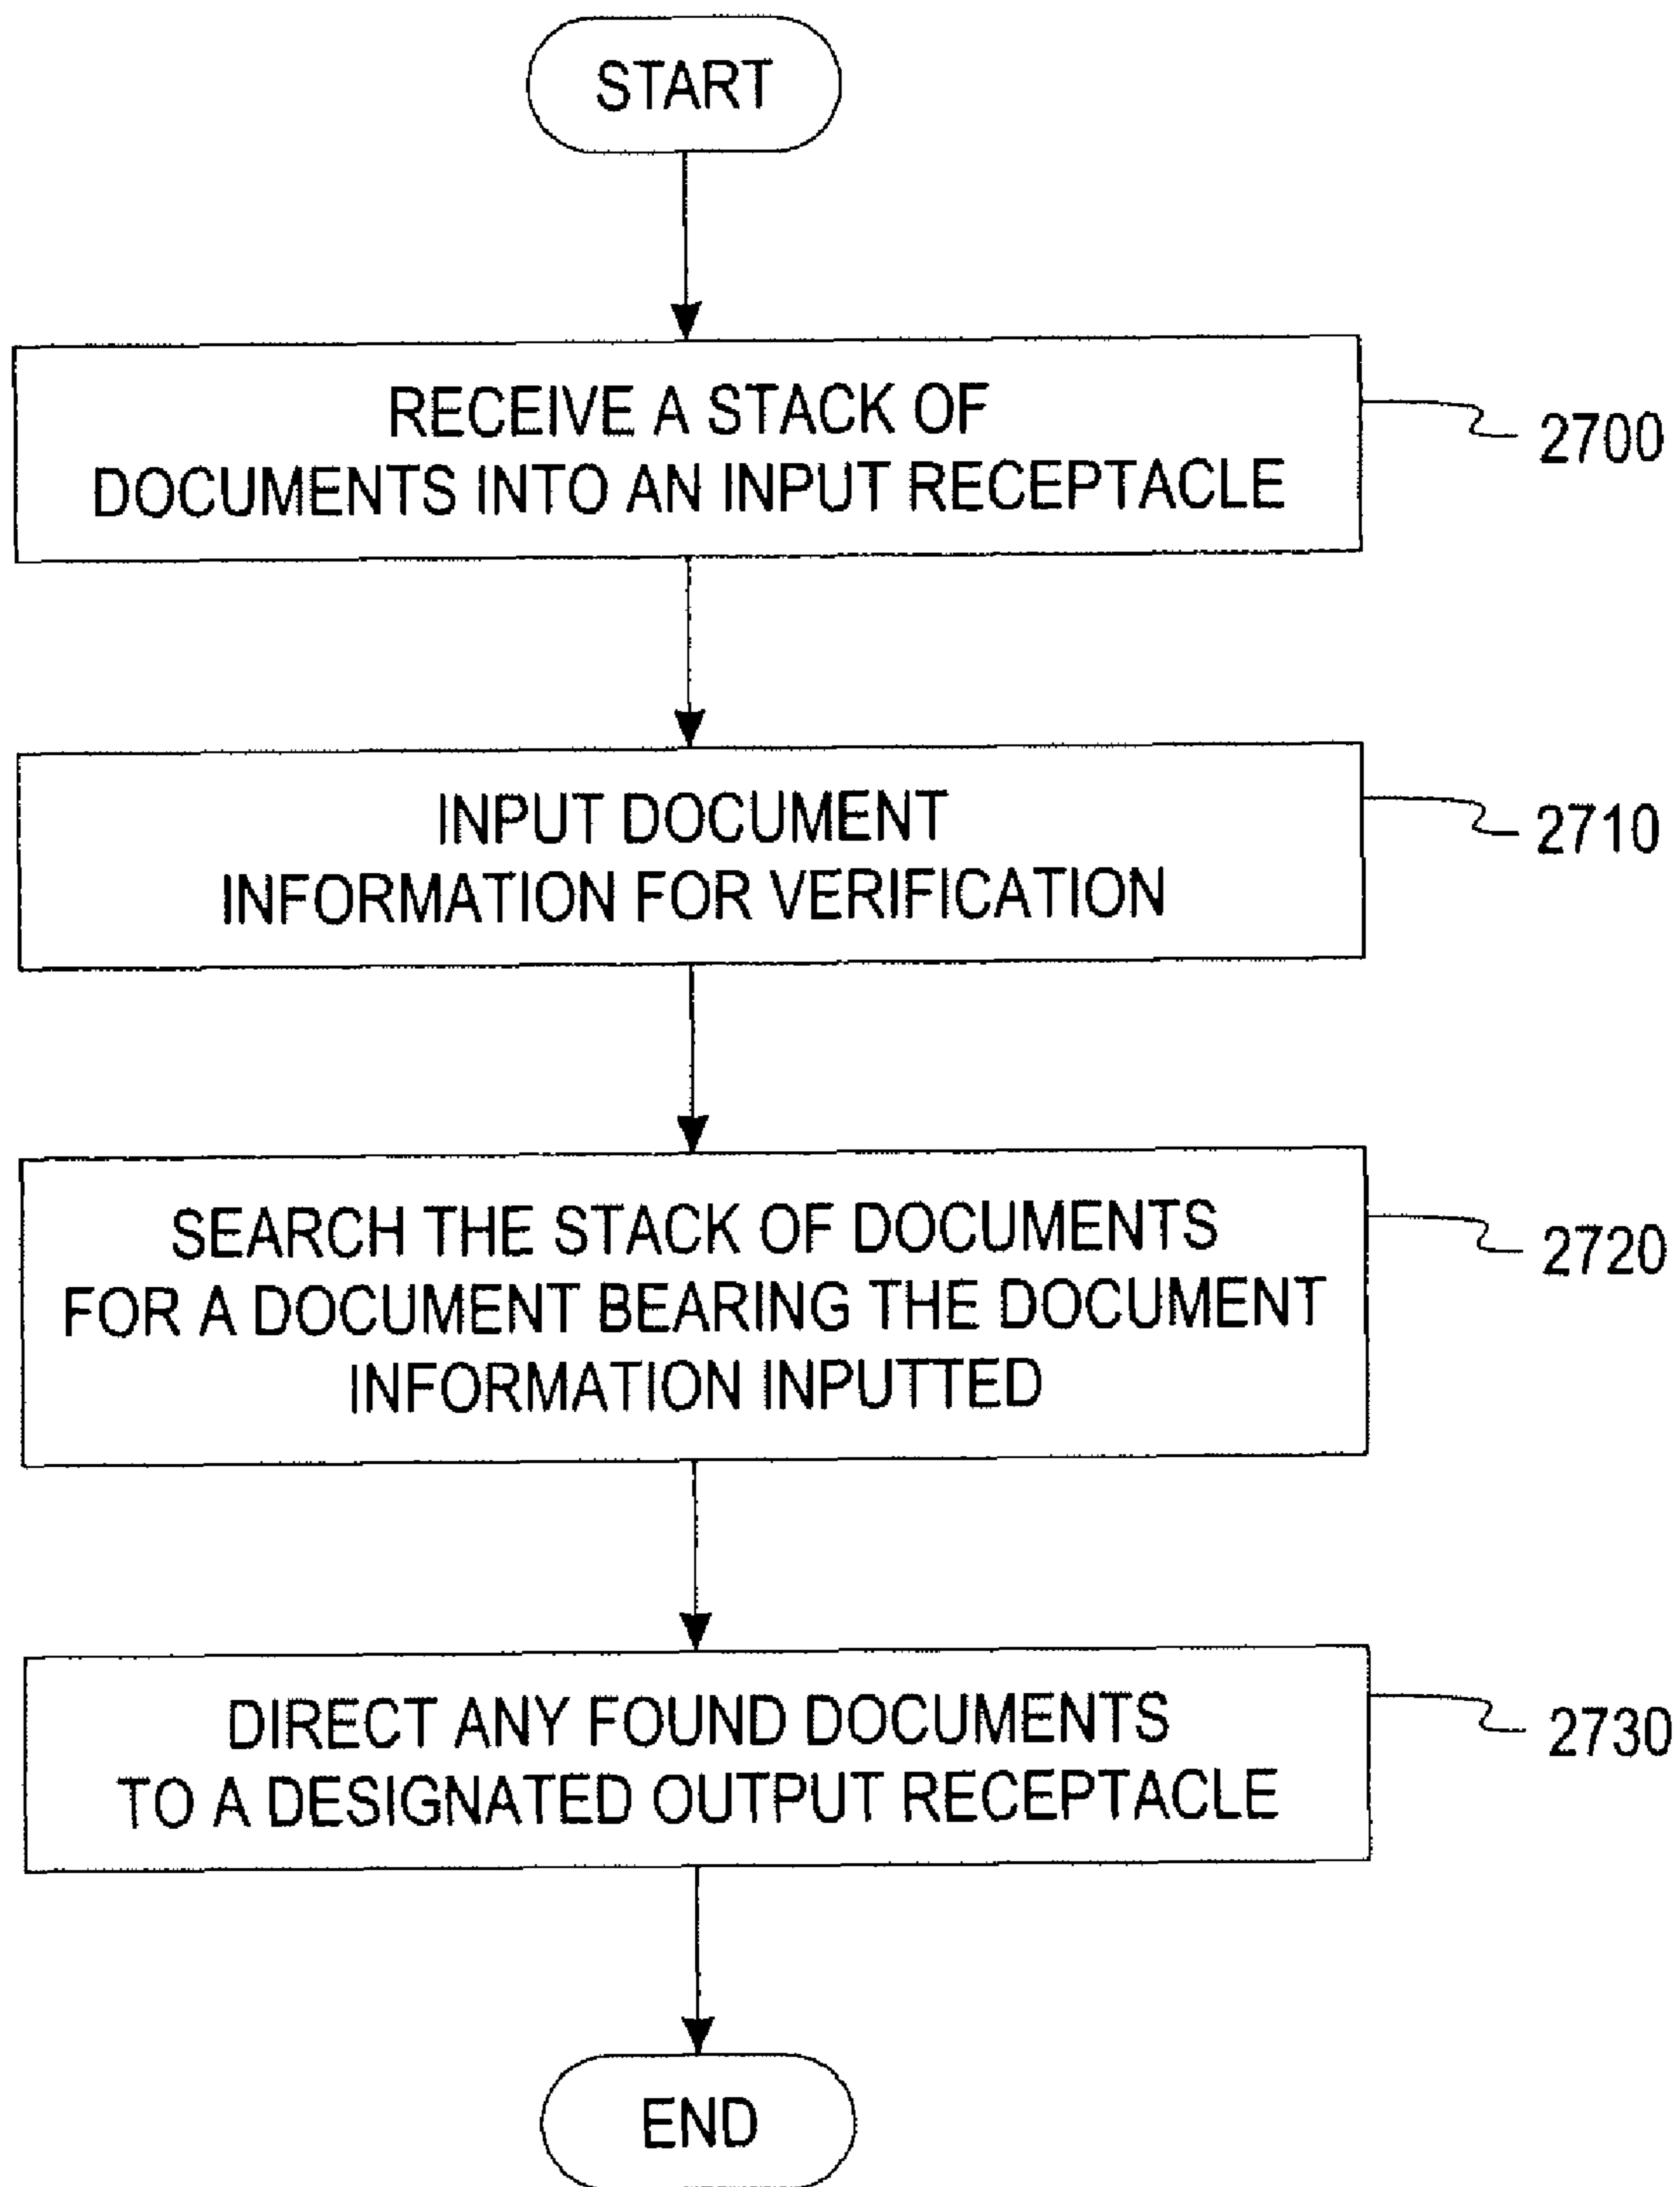 START
RECEIVE A STACK OF
DOCUMENTS INTO AN INPUT RECEPTACLE
2700
INPUT DOCUMENT
INFORMATION FOR VERIFICATION
2710
SEARCH THE STACK OF DOCUMENTS
FOR A DOCUMENT BEARING THE DOCUMENT
INFORMATION INPUTTED
2720
DIRECT ANY FOUND DOCUMENTS
TO A DESIGNATED OUTPUT RECEPTACLE
2730
END